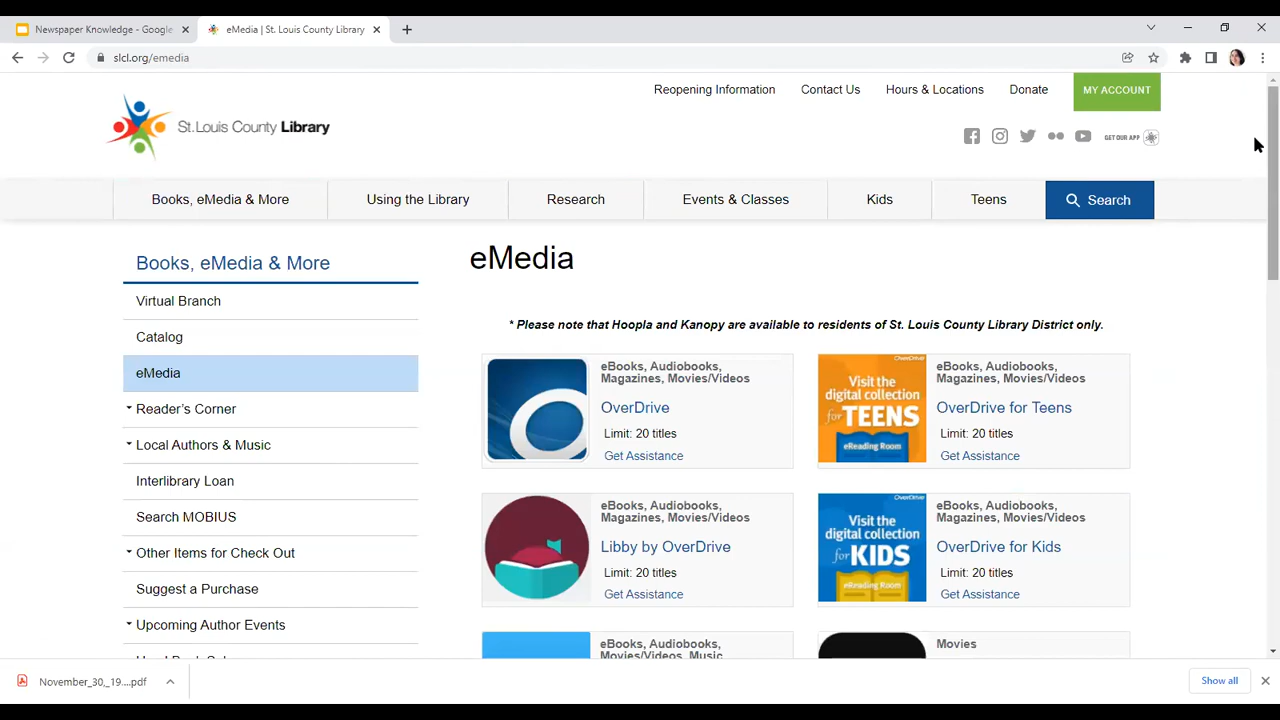 Newspaper Knowledge - Google
eMedia | St. Louis County Library
slcl.org/emedia
Reopening Information
Contact Us
Hours & Locations
Donate
MY ACCOUNT
St.Louis County Library
GET OUR APP
Books, eMedia & More
Using the Library
Research
Events & Classes
Kids
Teens
Search
Books, eMedia & More
Virtual Branch
Catalog
eMedia
Reader's Corner
Local Authors & Music
Interlibrary Loan
Search MOBIUS
Other Items for Check Out
Suggest a Purchase
Upcoming Author Events
eMedia
* Please note that Hoopla and Kanopy are available to residents of St. Louis County Library District only.
eBooks, Audiobooks,
Magazines, Movies/Videos
OverDrive
Limit: 20 titles
Get Assistance
OverDrive
Visit the
digital collection
for TEENS
eReading Room
eBooks, Audiobooks,
Magazines, Movies/Videos
OverDrive for Teens
Limit: 20 titles
Get Assistance
eBooks, Audiobooks,
Magazines, Movies/Videos
Libby by OverDrive
Limit: 20 titles
Get Assistance
OverDrive
Visit the
digital collection
for KIDS
eReading Room
eBooks, Audiobooks,
Magazines, Movies/Videos
OverDrive for Kids
Limit: 20 titles
Get Assistance
eBooks, Audiobooks,
Movies/Videos, Music
Movies
November_30,_19....pdf
Show all